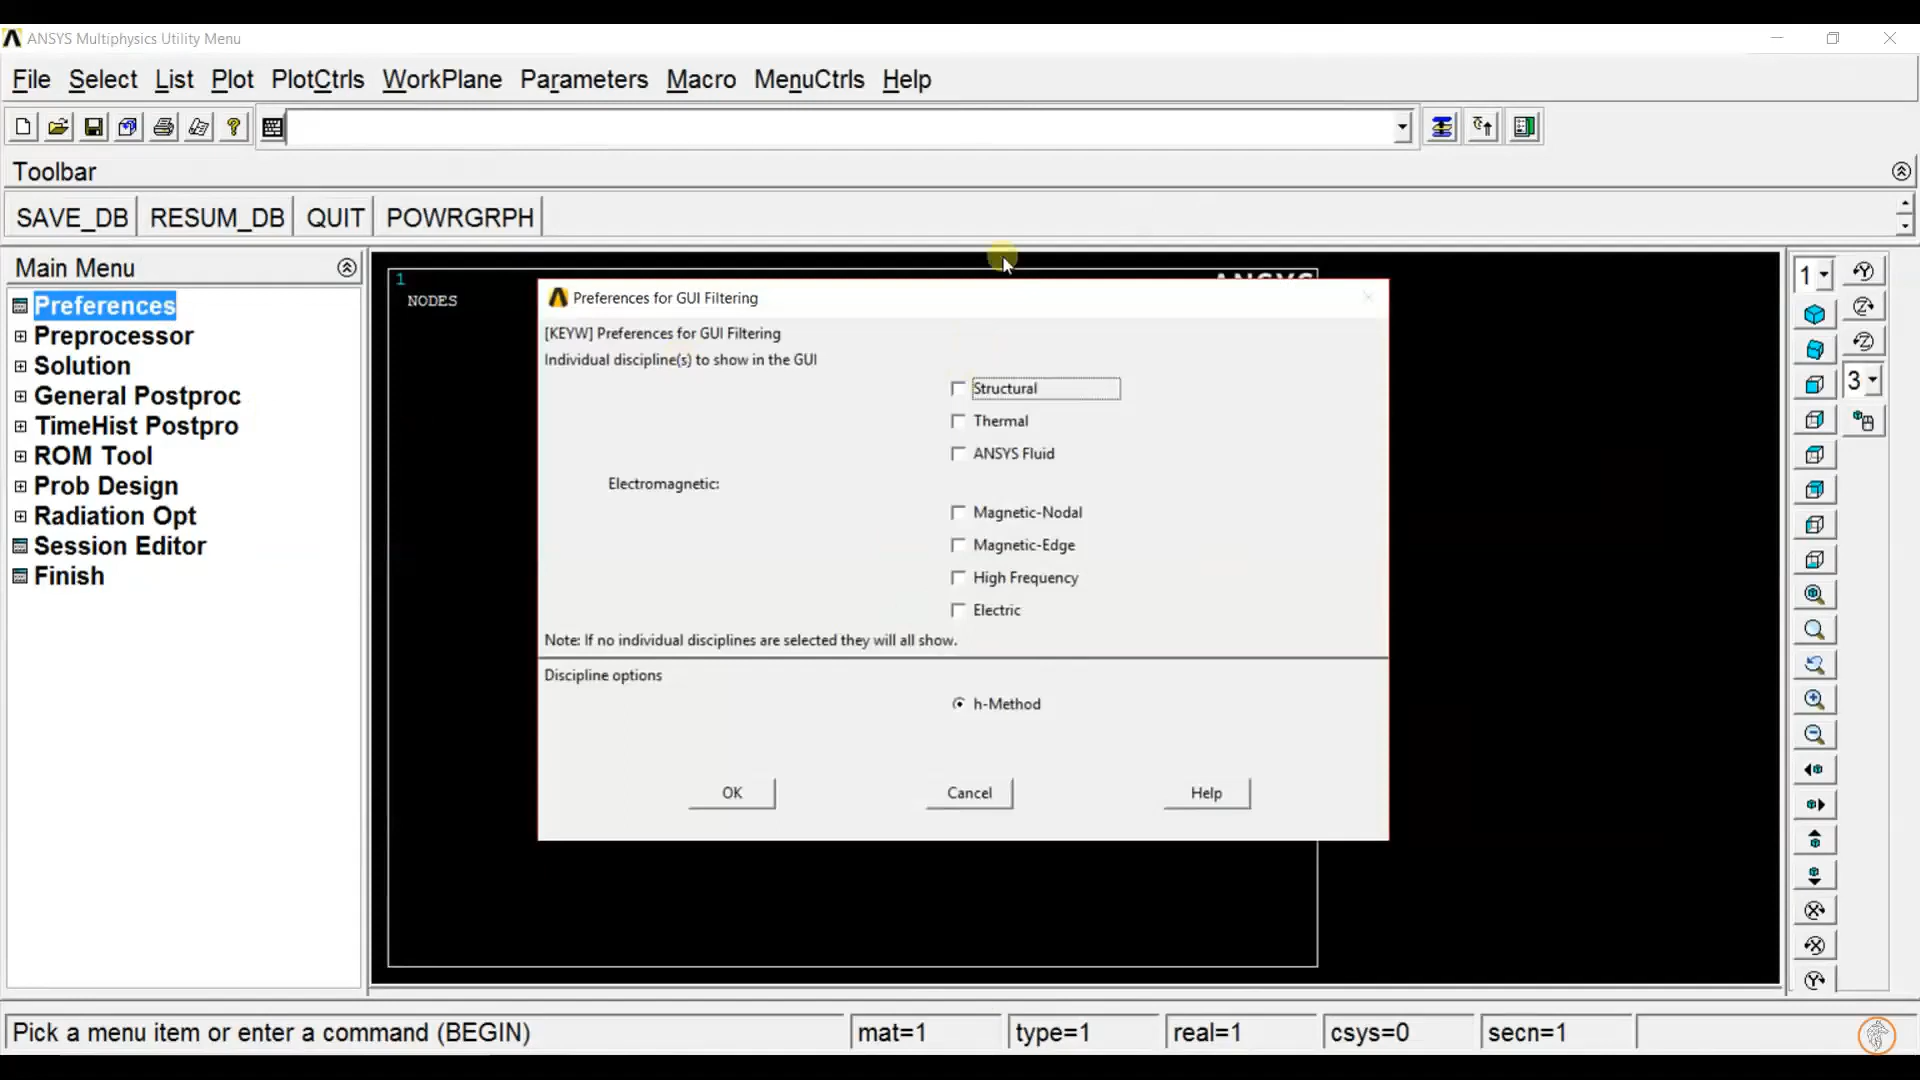 ANSYS Multiphysics Utility Menu
File Select List Plot PlotCtrls WorkPlane Parameters Macro MenuCtrls Help
Toolbar
SAVE_DB RESUM_DB QUIT POWRGRPH
Main Menu
Preferences
Preprocessor
Solution
General Postproc
TimeHist Postpro
ROM Tool
Prob Design
Radiation Opt
Session Editor
Finish
1
NODES
ANSYS
Preferences for GUI Filtering
[KEYW] Preferences for GUI Filtering
Individual discipline(s) to show in the GUI
Structural
Thermal
ANSYS Fluid
Electromagnetic:
Magnetic-Nodal
Magnetic-Edge
High Frequency
Electric
Note: If no individual disciplines are selected they will all show.
Discipline options
h-Method
OK Cancel Help
1
3
Pick a menu item or enter a command (BEGIN) mat=1 type=1 real=1 csys=0 secn=1